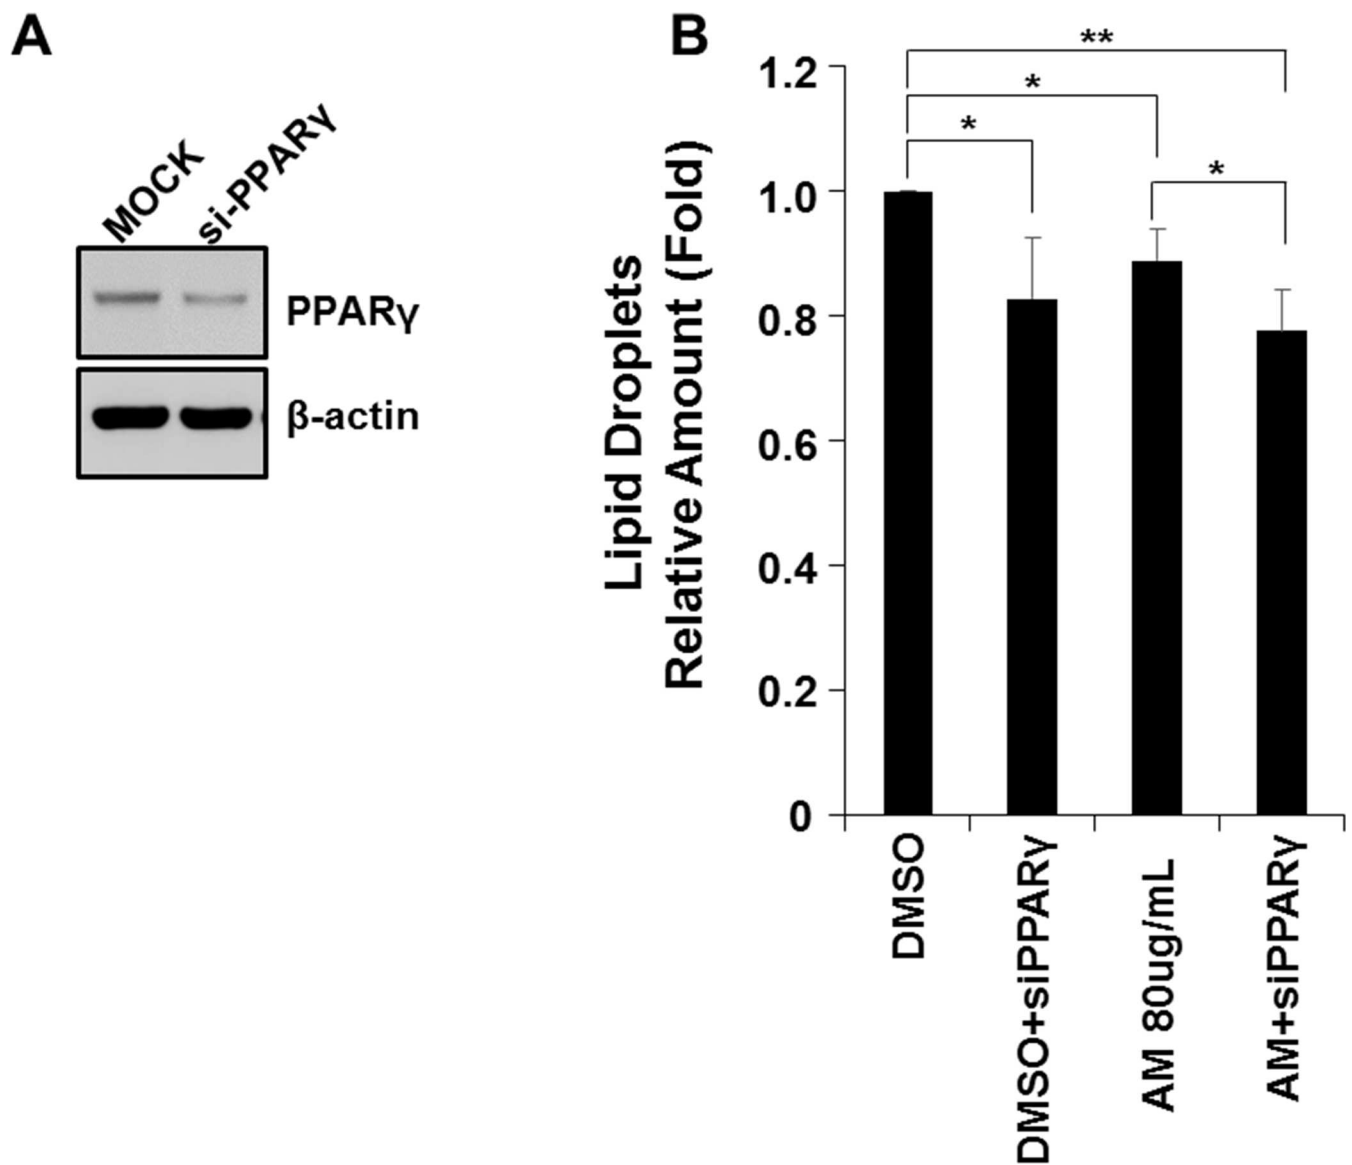 A
MOCK
si-PPARγ
PPARγ
β-actin
B
Lipid Droplets
Relative Amount (Fold)
**
*
*
*
1.2
1.0
0.8
0.6
0.4
0.2
0
DMSO
DMSO+siPPARγ
AM 80ug/mL
AM+siPPARγ